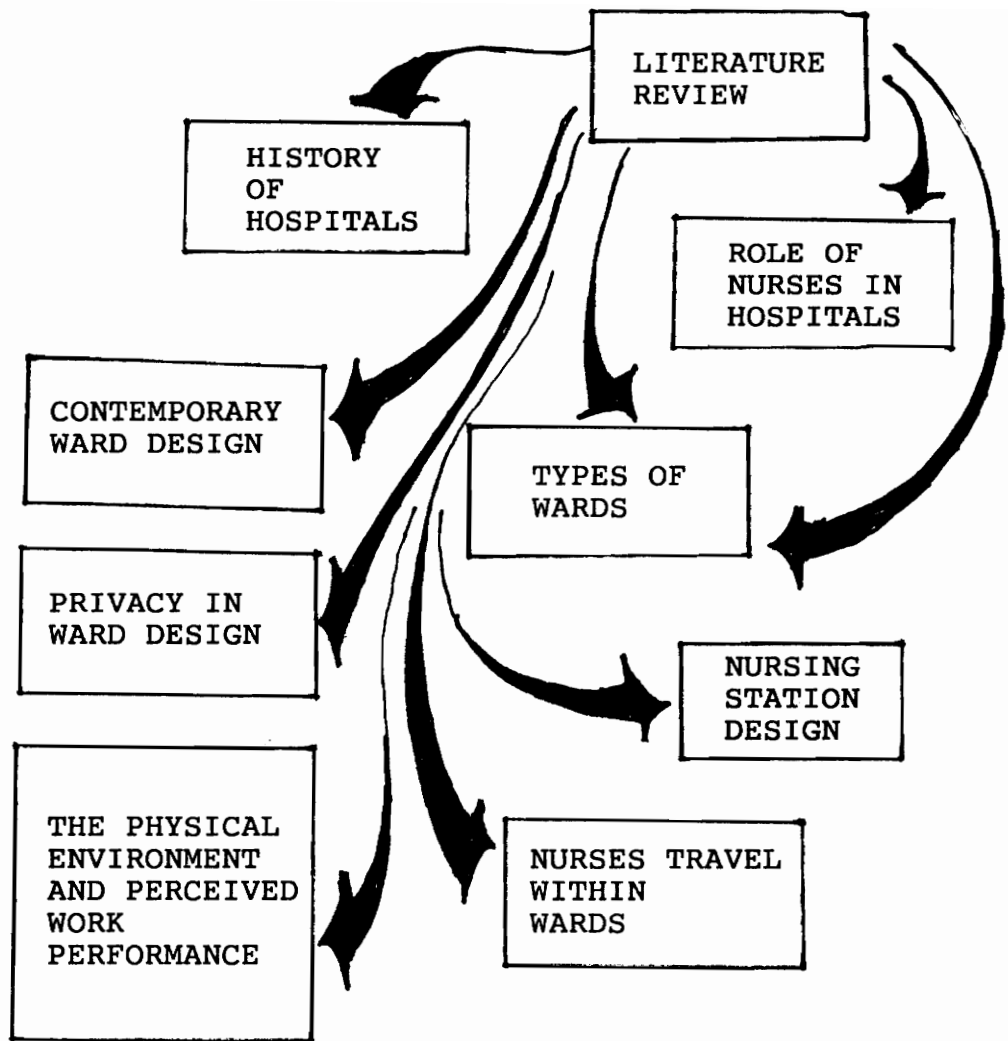 LITERATURE
REVIEW
HISTORY
OF
HOSPITALS
ROLE OF
NURSES IN
HOSPITALS
CONTEMPORARY
WARD DESIGN
TYPES OF
WARDS
PRIVACY IN
WARD DESIGN
NURSING
STATION
DESIGN
THE PHYSICAL
ENVIRONMENT
AND PERCEIVED
WORK
PERFORMANCE
NURSES TRAVEL
WITHIN
WARDS